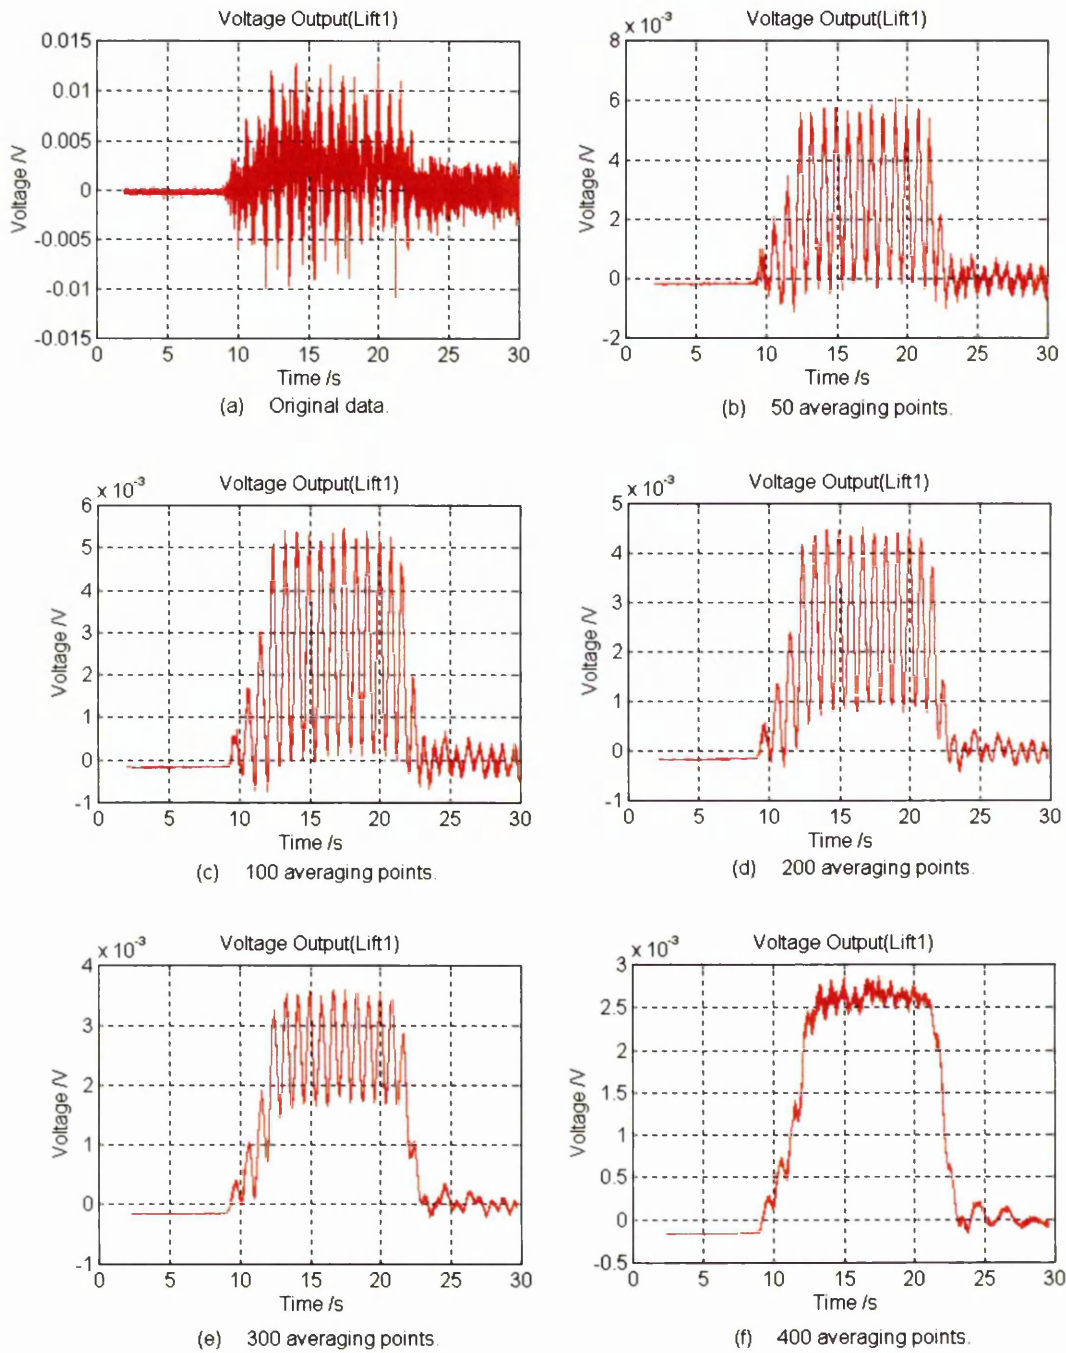 Voltage Output(Lift1)
0.015
0.01
0.005
0
-0.005
-0.01
-0.015
Voltage /V
0 5 10 15 20 25 30
Time /s
(a) Original data.
Voltage Output(Lift1)
x 10-3
8
6
4
2
0
-2
Voltage /V
0 5 10 15 20 25 30
Time /s
(b) 50 averaging points.
Voltage Output(Lift1)
x 10-3
6
5
4
3
2
1
0
-1
Voltage /V
0 5 10 15 20 25 30
Time /s
(c) 100 averaging points.
Voltage Output(Lift1)
x 10-3
5
4
3
2
1
0
-1
Voltage /V
0 5 10 15 20 25 30
Time /s
(d) 200 averaging points.
Voltage Output(Lift1)
x 10-3
4
3
2
1
0
-1
Voltage /V
0 5 10 15 20 25 30
Time /s
(e) 300 averaging points.
Voltage Output(Lift1)
x 10-3
3
2.5
2
1.5
1
0.5
0
-0.5
Voltage /V
0 5 10 15 20 25 30
Time /s
(f) 400 averaging points.